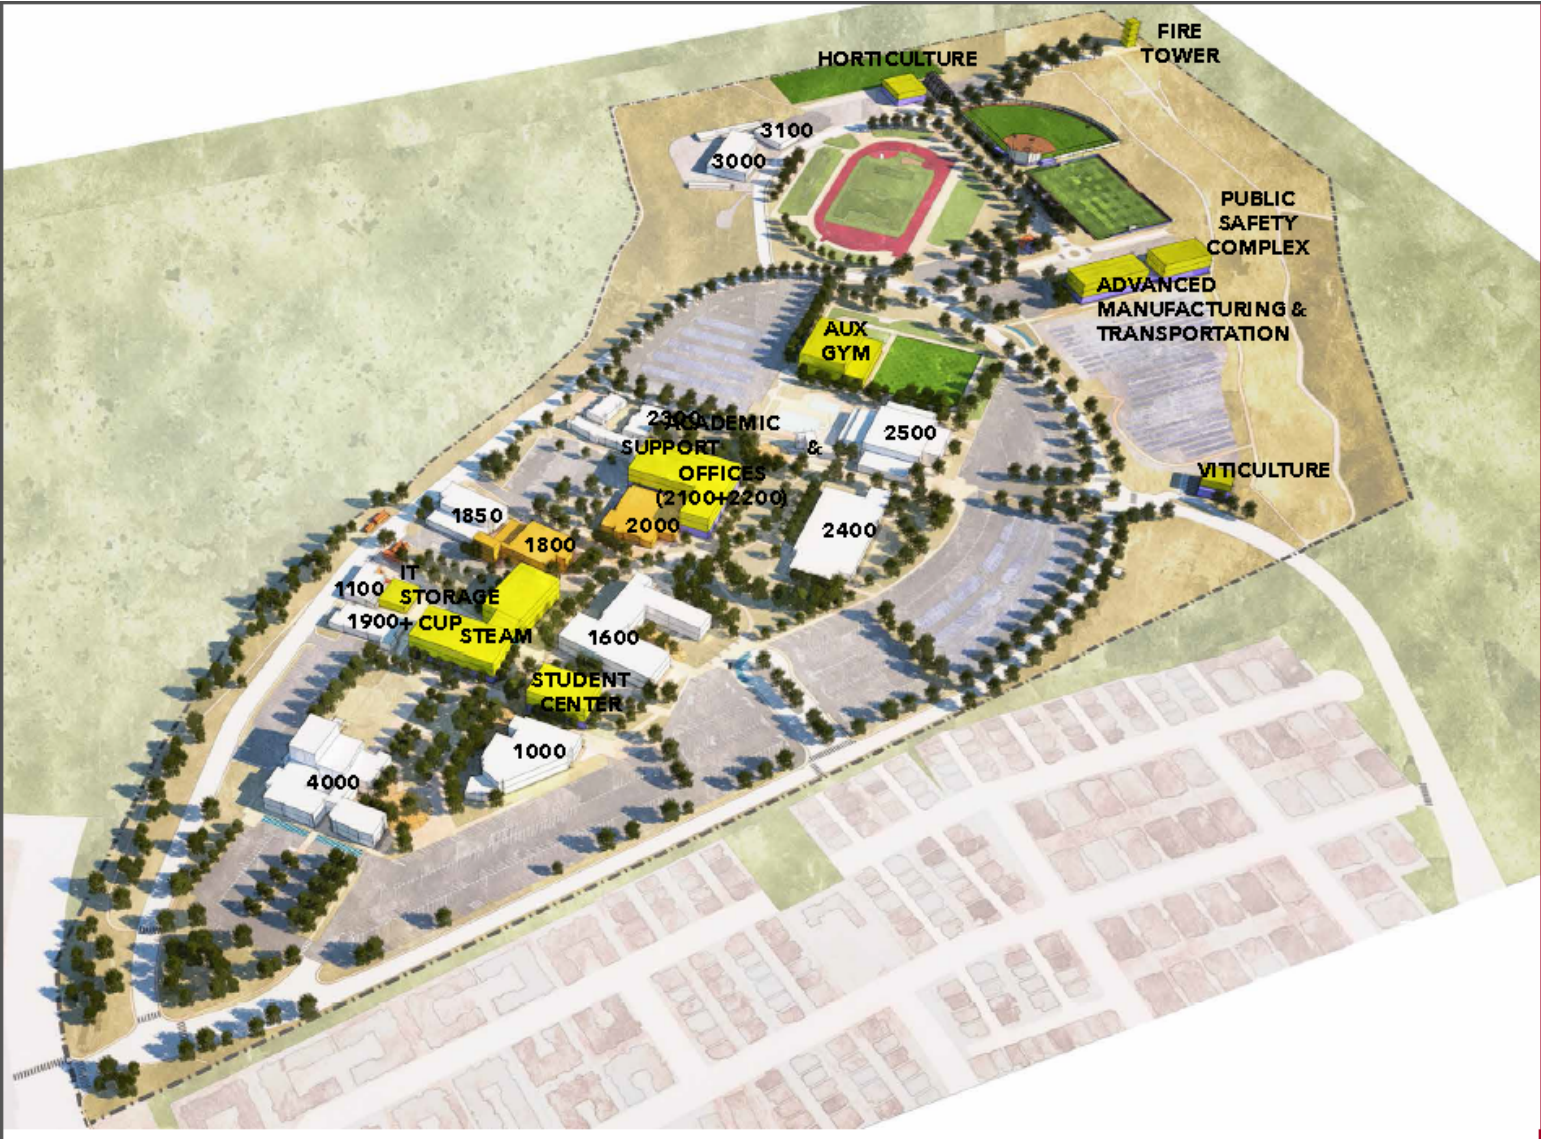 FIRE
TOWER
HORTICULTURE
3100
3000
PUBLIC
SAFETY
COMPLEX
ADVANCED
MANUFACTURING &
TRANSPORTATION
AUX
GYM
2300
ACADEMIC
SUPPORT &
OFFICES
(2100+2200)
2500
VITICULTURE
1850
2000
2400
1800
IT
STORAGE
1100
1900+ CUP
STEAM
1600
STUDENT
CENTER
1000
4000